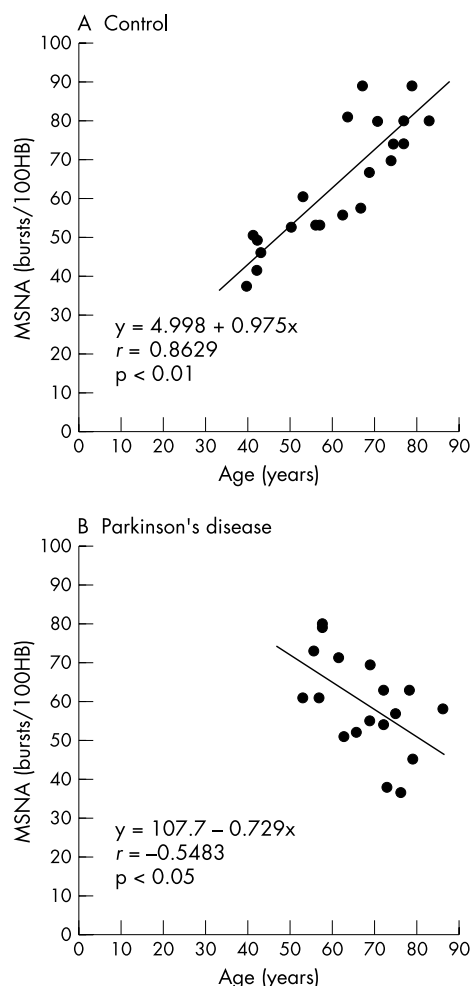 A Control
100
90
80
70
60
50
40
30
20
10
0
MSNA (bursts/100HB)
y = 4.998 + 0.975x
r = 0.8629
p < 0.01
0 10 20 30 40 50 60 70 80 90
Age (years)
B Parkinson's disease
100
90
80
70
60
50
40
30
20
10
0
MSNA (bursts/100HB)
y = 107.7 – 0.729x
r = –0.5483
p < 0.05
0 10 20 30 40 50 60 70 80 90
Age (years)